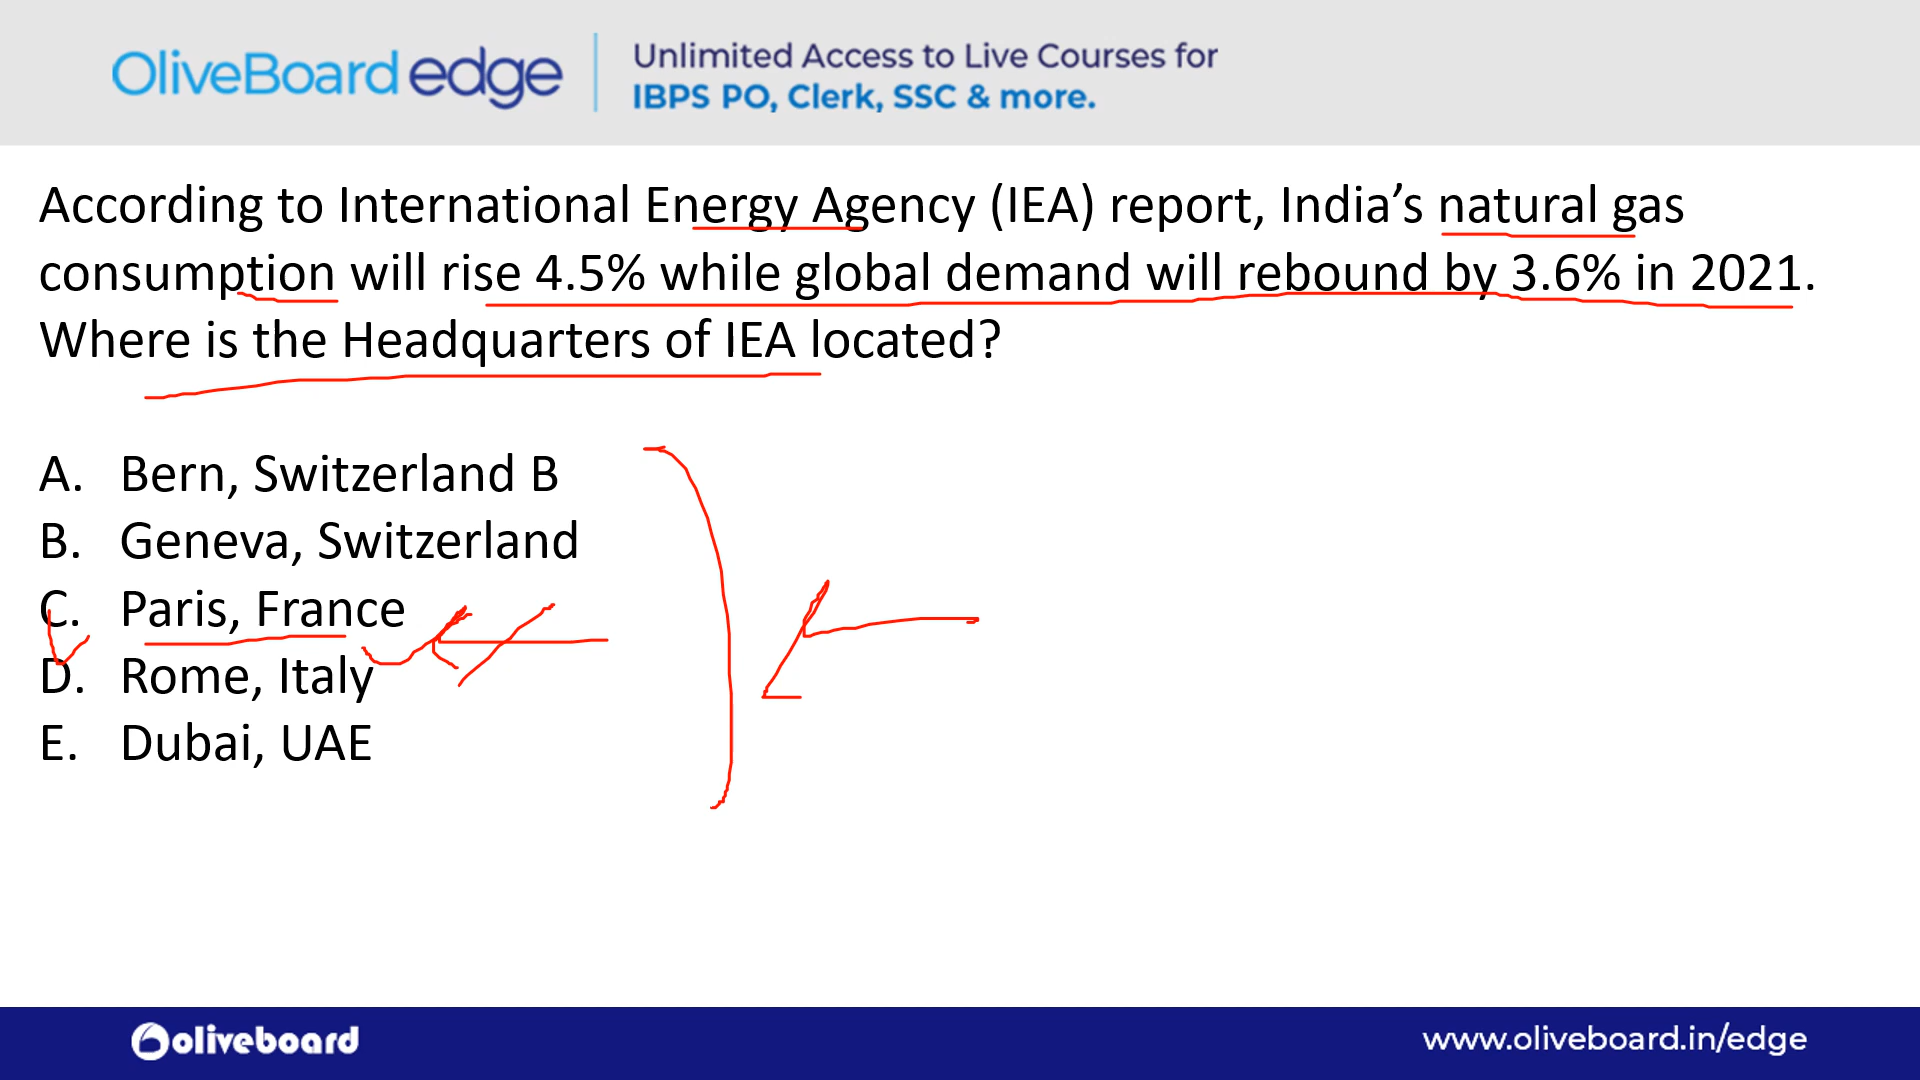 OliveBoard edge
Unlimited Access to Live Courses for
IBPS PO, Clerk, SSC & more.
According to International Energy Agency (IEA) report, India’s natural gas
consumption will rise 4.5% while global demand will rebound by 3.6% in 2021.
Where is the Headquarters of IEA located?
A. Bern, Switzerland B
B. Geneva, Switzerland
C. Paris, France
D. Rome, Italy
E. Dubai, UAE
oliveboard
www.oliveboard.in/edge